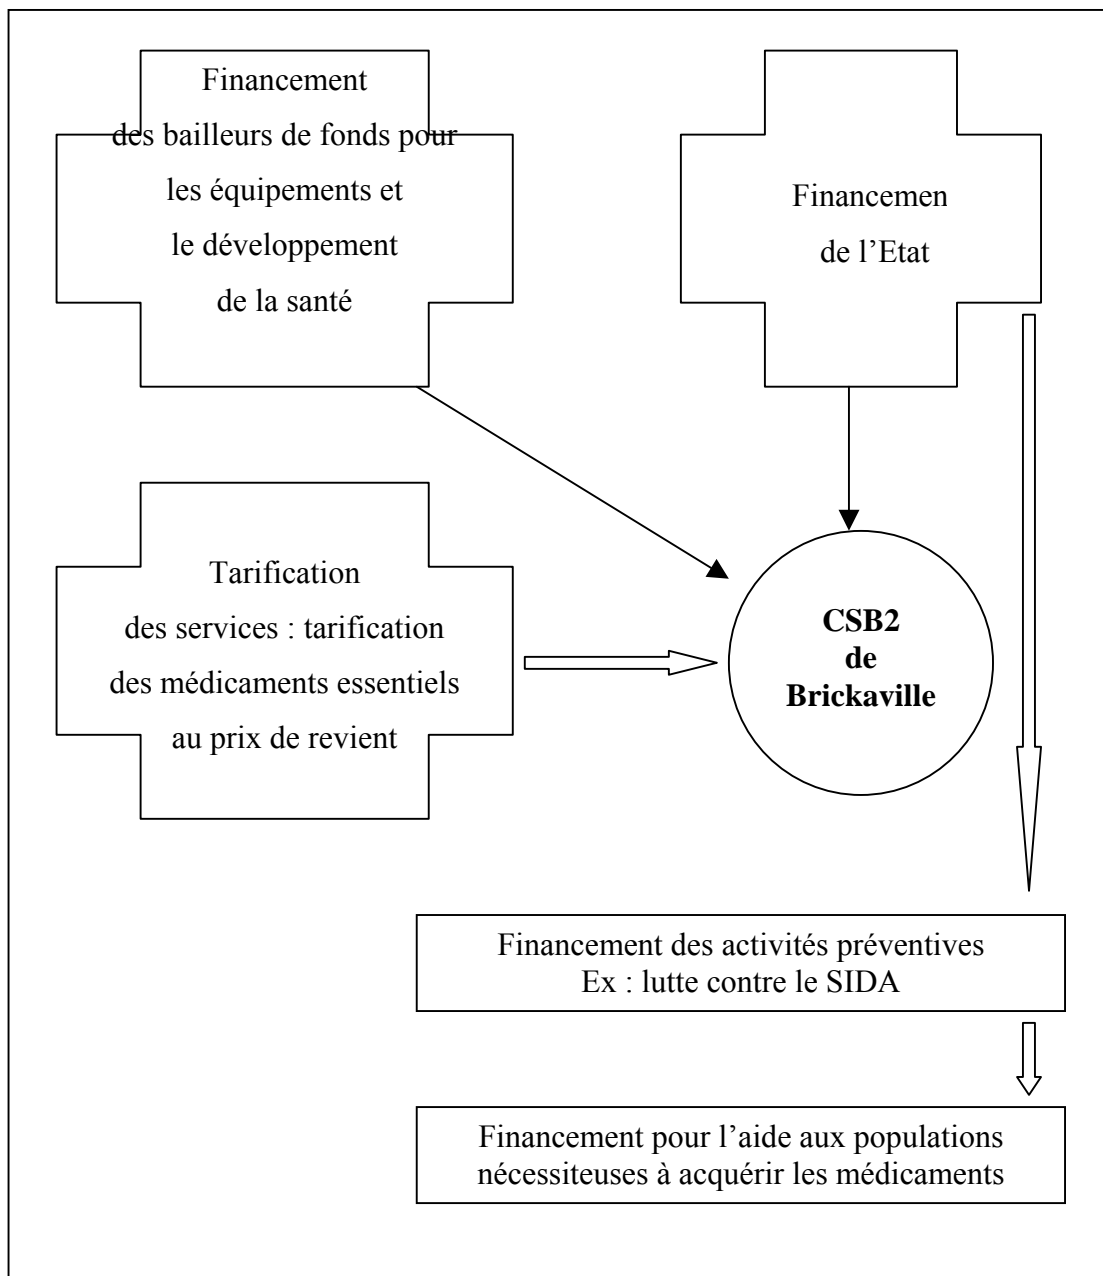 Financement
des bailleurs de fonds pour
les équipements et
le développement
de la santé
Financemen
de l’Etat
Tarification
des services : tarification
des médicaments essentiels
au prix de revient
CSB2
de
Brickaville
Financement des activités préventives
Ex : lutte contre le SIDA
Financement pour l’aide aux populations
nécessiteuses à acquérir les médicaments